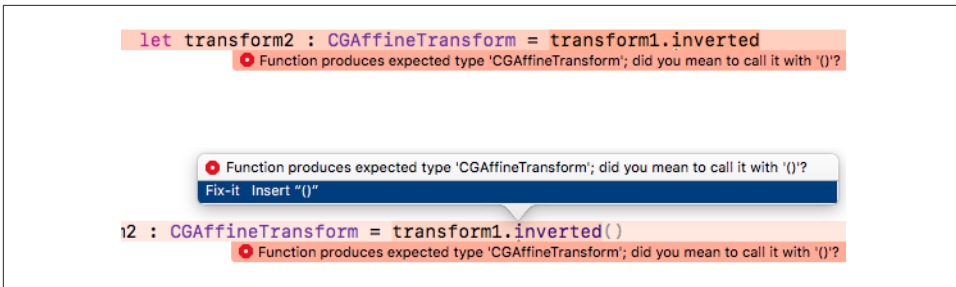 let transform2 : CGAffineTransform = transform1.inverted
Function produces expected type 'CGAffineTransform'; did you mean to call it with '()'?
Function produces expected type 'CGAffineTransform'; did you mean to call it with '()'?
Fix-it Insert "()"
n2 : CGAffineTransform = transform1.inverted()
Function produces expected type 'CGAffineTransform'; did you mean to call it with '()'?